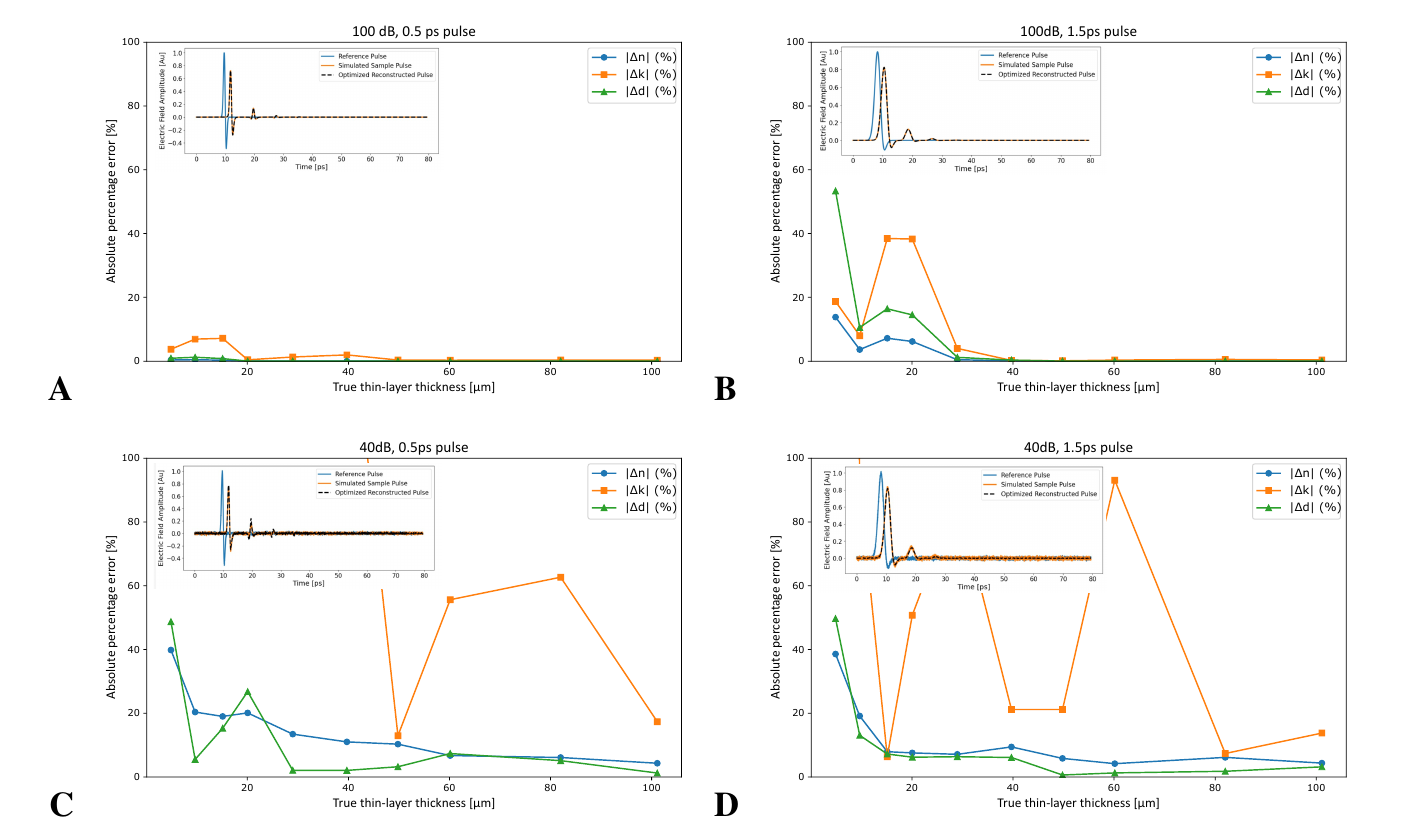 100 dB, 0.5 ps pulse
100
80
60
40
20
0
Absolute percentage error [%]
20
40
60
80
100
True thin-layer thickness [μm]
|Δn| (%)
|Δk| (%)
|Δd| (%)
1.0
0.8
0.6
0.4
0.2
0.0
−0.2
−0.4
Electric Field Amplitude [Au]
0
10
20
30
40
50
60
70
80
Time [ps]
Reference Pulse
Simulated Sample Pulse
Optimized Reconstructed Pulse
A
100dB, 1.5ps pulse
100
80
60
40
20
0
Absolute percentage error [%]
20
40
60
80
100
True thin-layer thickness [μm]
|Δn| (%)
|Δk| (%)
|Δd| (%)
1.0
0.8
0.6
0.4
0.2
0.0
Electric Field Amplitude [Au]
0
10
20
30
40
50
60
70
80
Time [ps]
Reference Pulse
Simulated Sample Pulse
Optimized Reconstructed Pulse
B
40dB, 0.5ps pulse
100
80
60
40
20
0
Absolute percentage error [%]
20
40
60
80
100
True thin-layer thickness [μm]
|Δn| (%)
|Δk| (%)
|Δd| (%)
1.0
0.8
0.6
0.4
0.2
0.0
−0.2
−0.4
Electric Field Amplitude [Au]
0
10
20
30
40
50
60
70
80
Time [ps]
Reference Pulse
Simulated Sample Pulse
Optimized Reconstructed Pulse
C
40dB, 1.5ps pulse
100
80
60
40
20
0
Absolute percentage error [%]
20
40
60
80
100
True thin-layer thickness [μm]
|Δn| (%)
|Δk| (%)
|Δd| (%)
1.0
0.8
0.6
0.4
0.2
0.0
Electric Field Amplitude [Au]
0
10
20
30
40
50
60
70
80
Time [ps]
Reference Pulse
Simulated Sample Pulse
Optimized Reconstructed Pulse
D